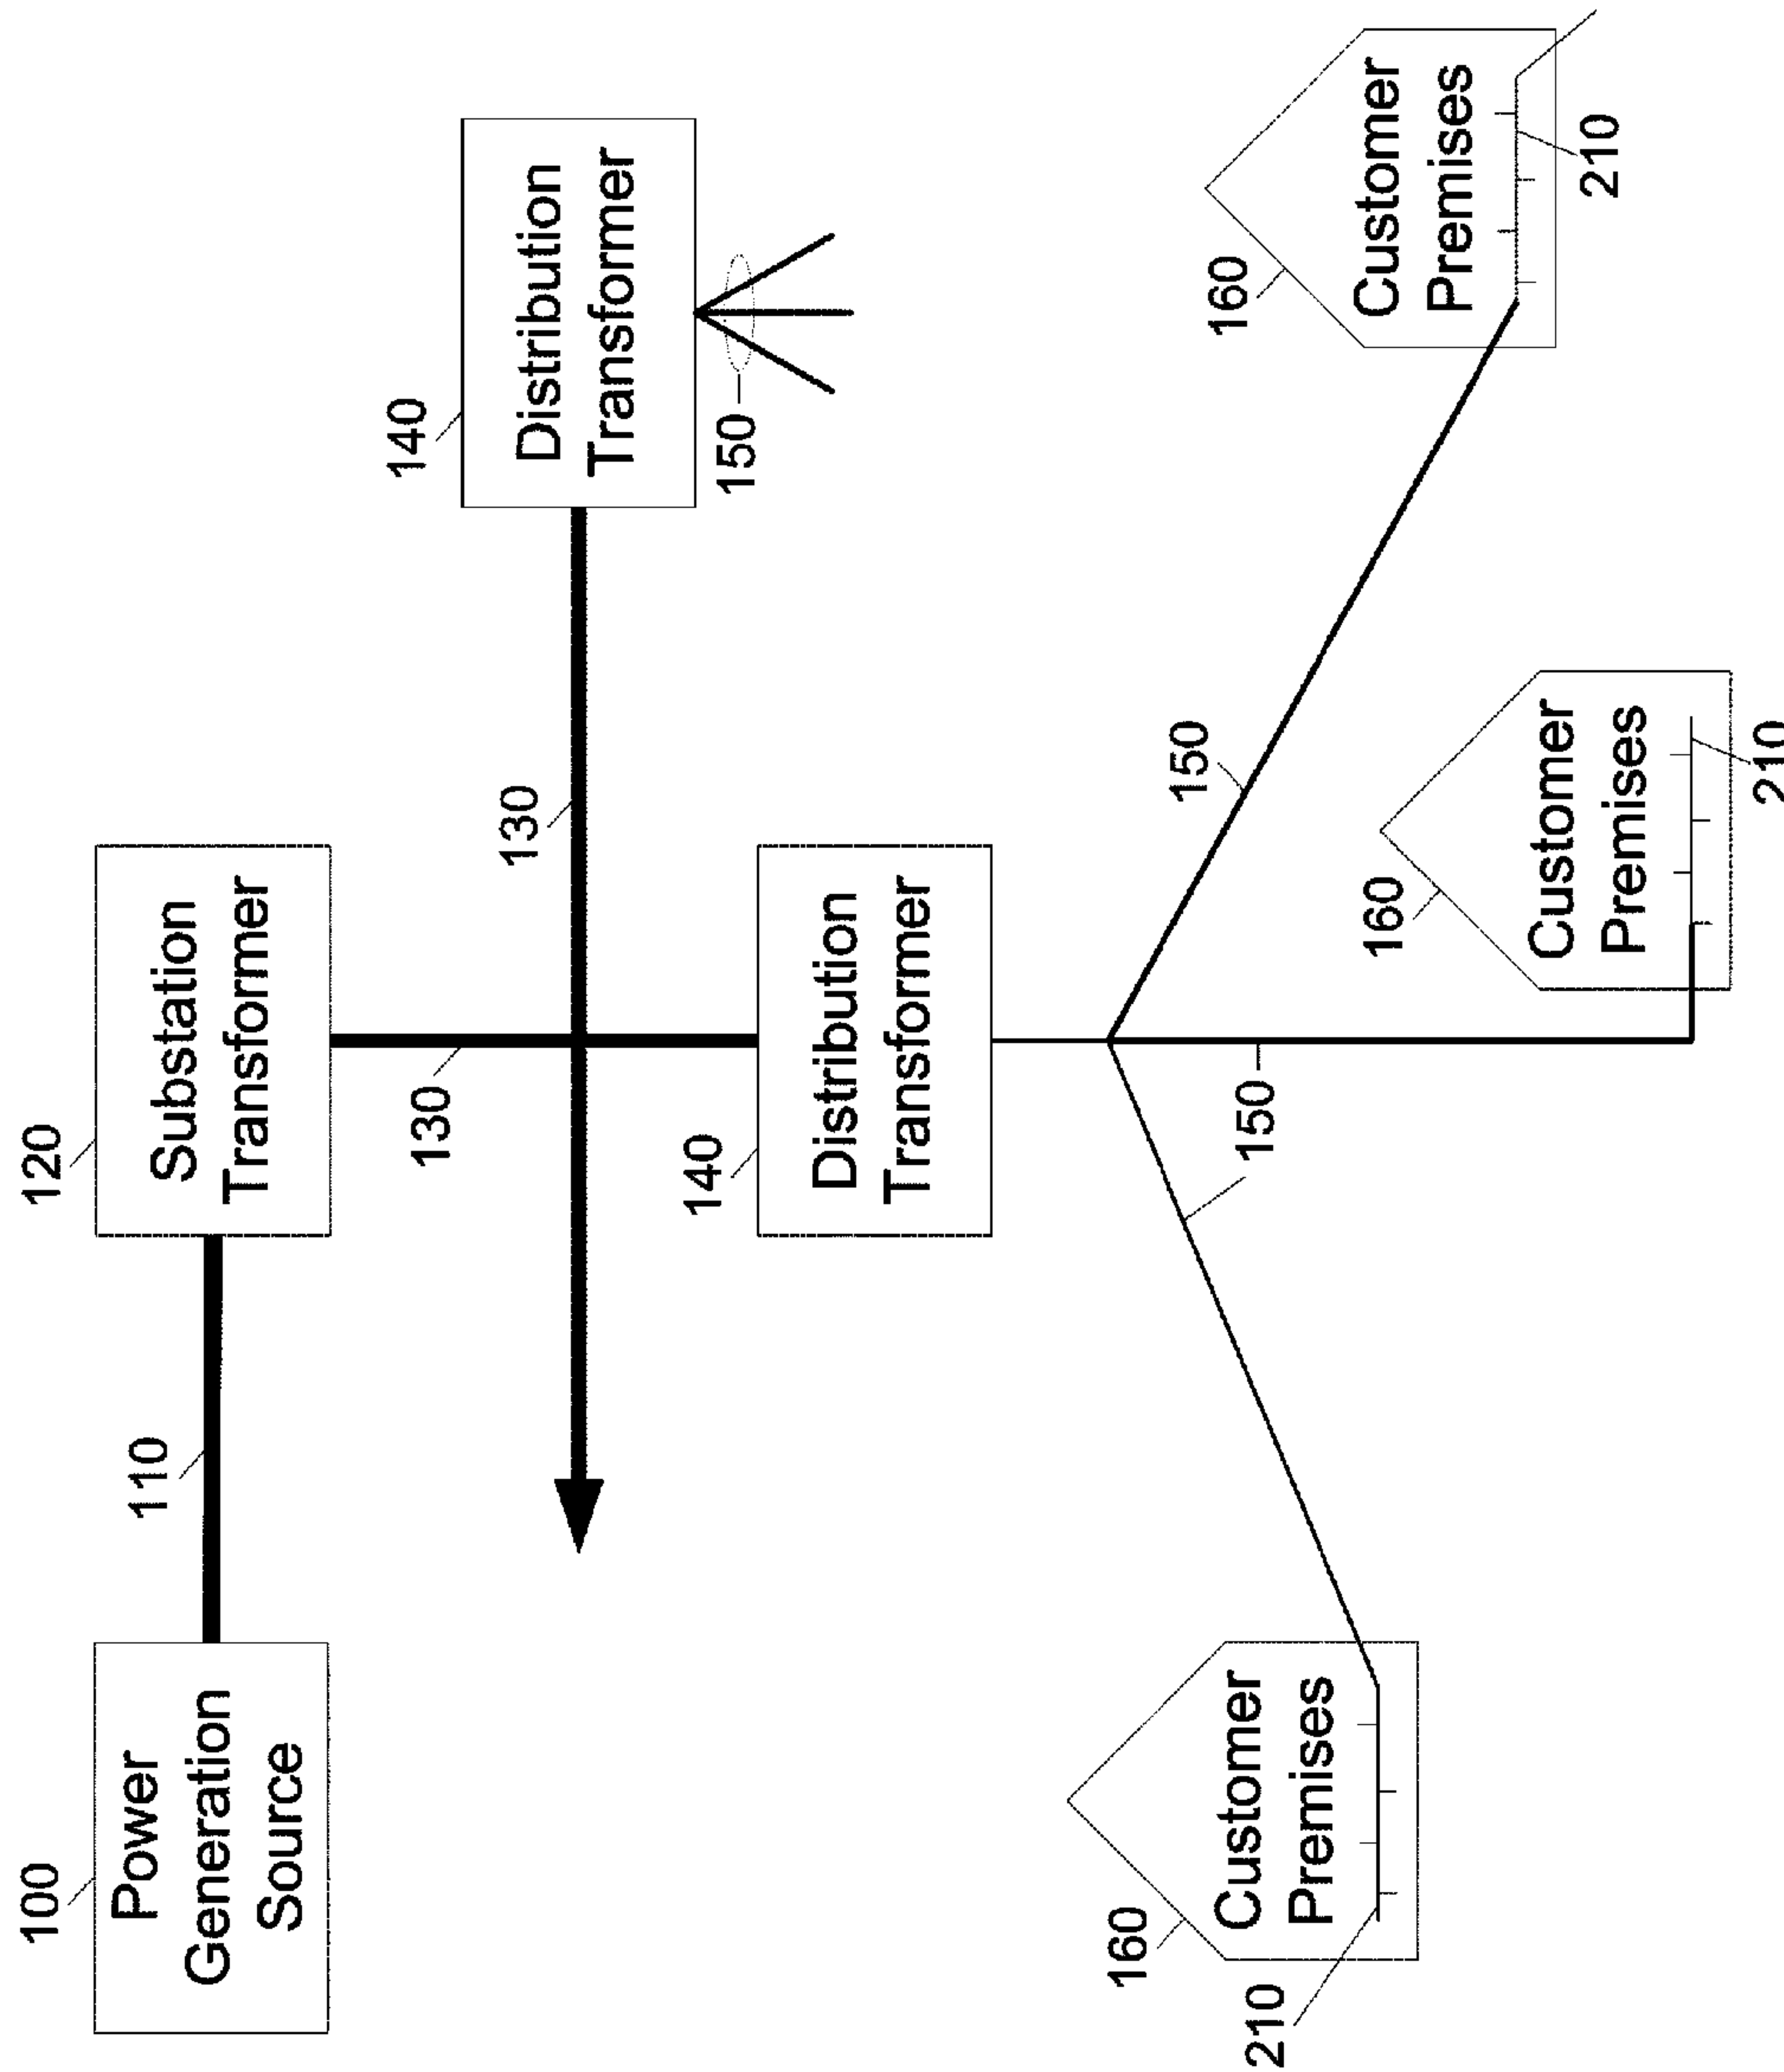 100
Power
Generation
Source
110
120
Substation
Transformer
130
130
140
Distribution
Transformer
150
140
Distribution
Transformer
150
150
160
Customer
Premises
210
160
Customer
Premises
210
160
Customer
Premises
210